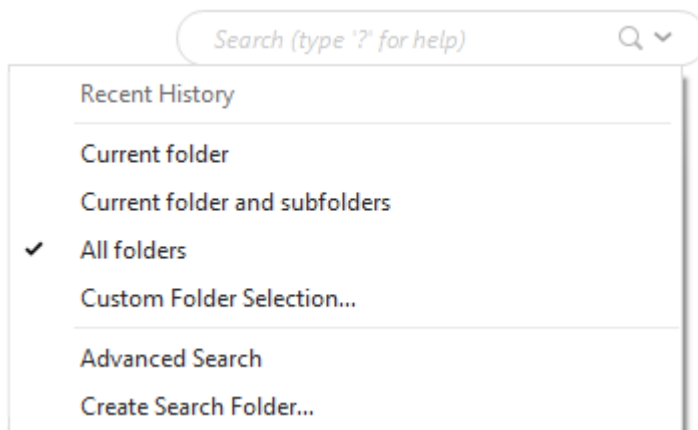 Search (type '?' for help)
Recent History
Current folder
Current folder and subfolders
All folders
Custom Folder Selection...
Advanced Search
Create Search Folder...